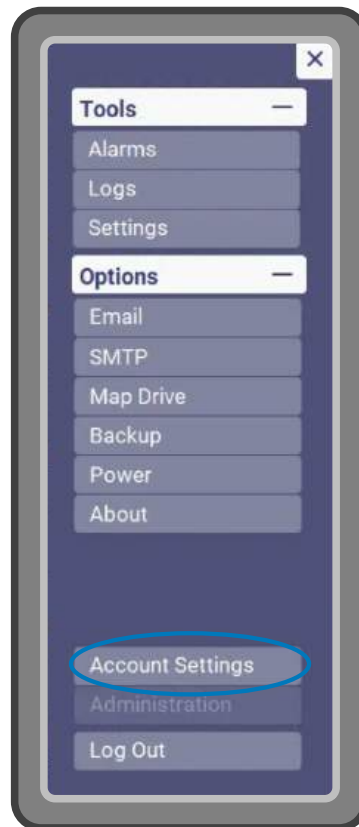 Tools
Alarms
Logs
Settings
Options
Email
SMTP
Map Drive
Backup
Power
About
Account Settings
Administration
Log Out